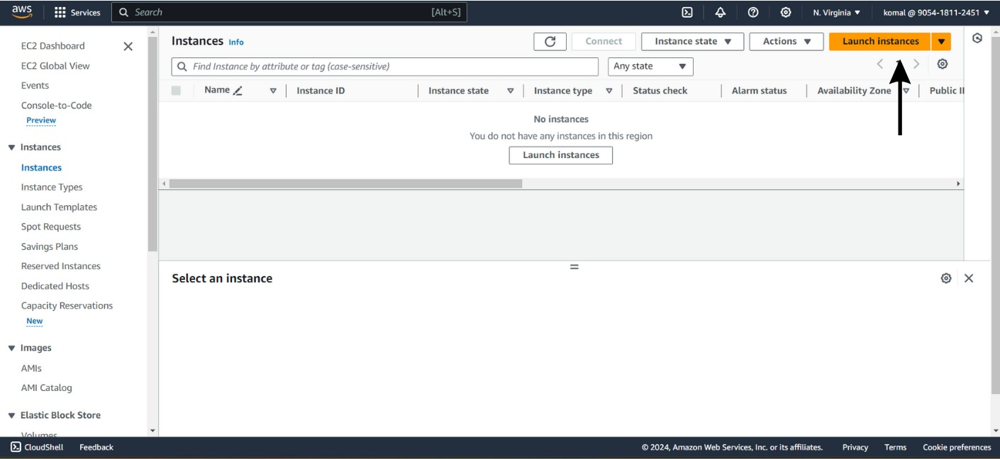 aws Services Search [Alt+S] N. Virginia komal @ 9054-1811-2451
EC2 Dashboard
EC2 Global View
Events
Console-to-Code
Preview
Instances
Instances
Instance Types
Launch Templates
Spot Requests
Savings Plans
Reserved Instances
Dedicated Hosts
Capacity Reservations
New
Images
AMIs
AMI Catalog
Elastic Block Store
Volumes
Instances Info Connect Instance state Actions Launch instances
Find Instance by attribute or tag (case-sensitive) Any state
Name Instance ID Instance state Instance type Status check Alarm status Availability Zone Public
No instances
You do not have any instances in this region
Launch instances
Select an instance
CloudShell Feedback © 2024, Amazon Web Services, Inc. or its affiliates. Privacy Terms Cookie preferences